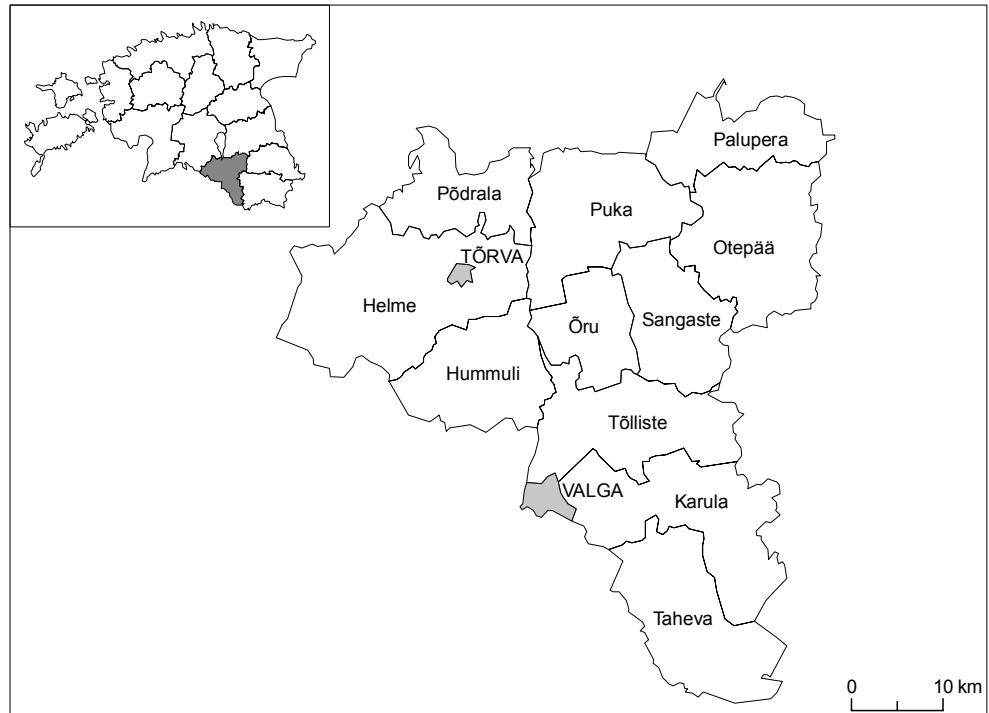 Palupera
Põdrala
Puka
Otepää
TÕRVA
Helme
Õru
Sangaste
Hummuli
Tõlliste
VALGA
Karula
Taheva
0 10 km